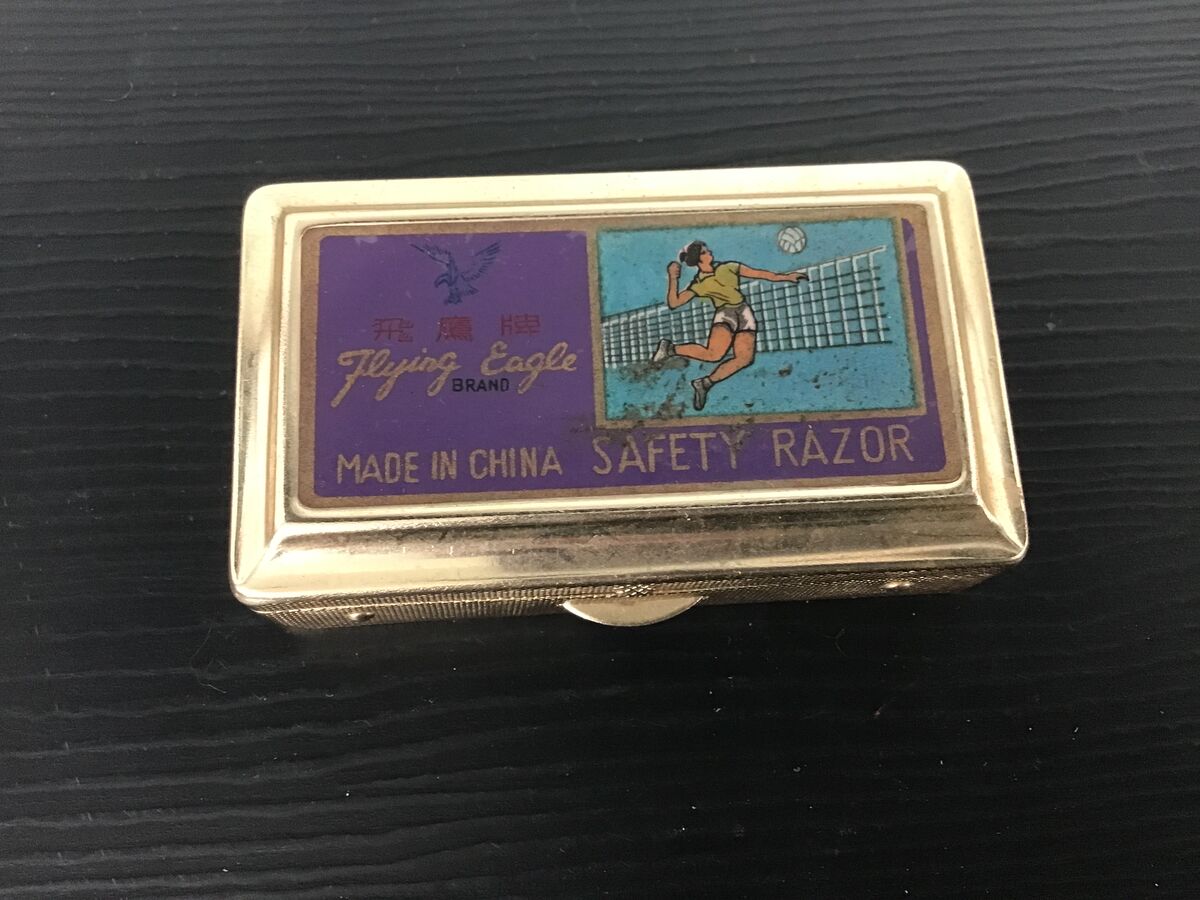 飛鷹牌
Flying Eagle
BRAND
MADE IN CHINA SAFETY RAZOR